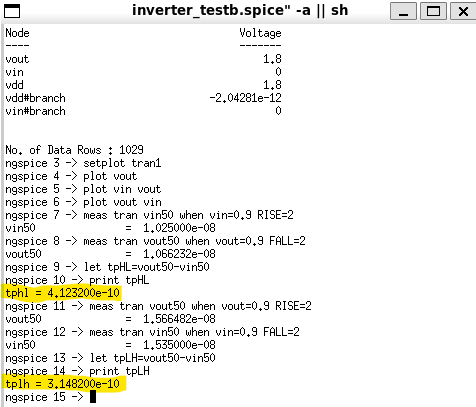 inverter_testb.spice" -a || sh
Node Voltage
---- -------
vout 1.8
vin 0
vdd 1.8
vdd#branch -2.04281e-12
vin#branch 0
No. of Data Rows : 1029
ngspice 3 -> setplot tran1
ngspice 4 -> plot vout
ngspice 5 -> plot vin vout
ngspice 6 -> plot vout vin
ngspice 7 -> meas tran vin50 when vin=0.9 RISE=2
vin50 = 1.025000e-08
ngspice 8 -> meas tran vout50 when vout=0.9 FALL=2
vout50 = 1.066232e-08
ngspice 9 -> let tpHL=vout50-vin50
ngspice 10 -> print tpHL
tphl = 4.123200e-10
ngspice 11 -> meas tran vout50 when vout=0.9 RISE=2
vout50 = 1.566482e-08
ngspice 12 -> meas tran vin50 when vin=0.9 FALL=2
vin50 = 1.535000e-08
ngspice 13 -> let tpLH=vout50-vin50
ngspice 14 -> print tpLH
tplh = 3.148200e-10
ngspice 15 ->